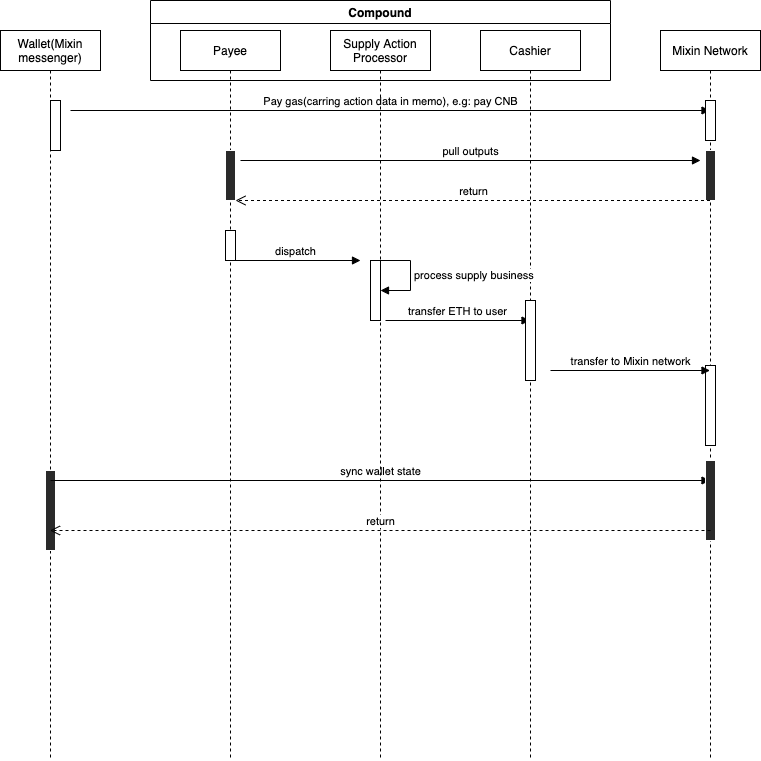 Compound
Wallet(Mixin
messenger)
Payee
Supply Action
Processor
Cashier
Mixin Network
Pay gas(carring action data in memo), e.g: pay CNB
pull outputs
return
dispatch
process supply business
transfer ETH to user
transfer to Mixin network
sync wallet state
return